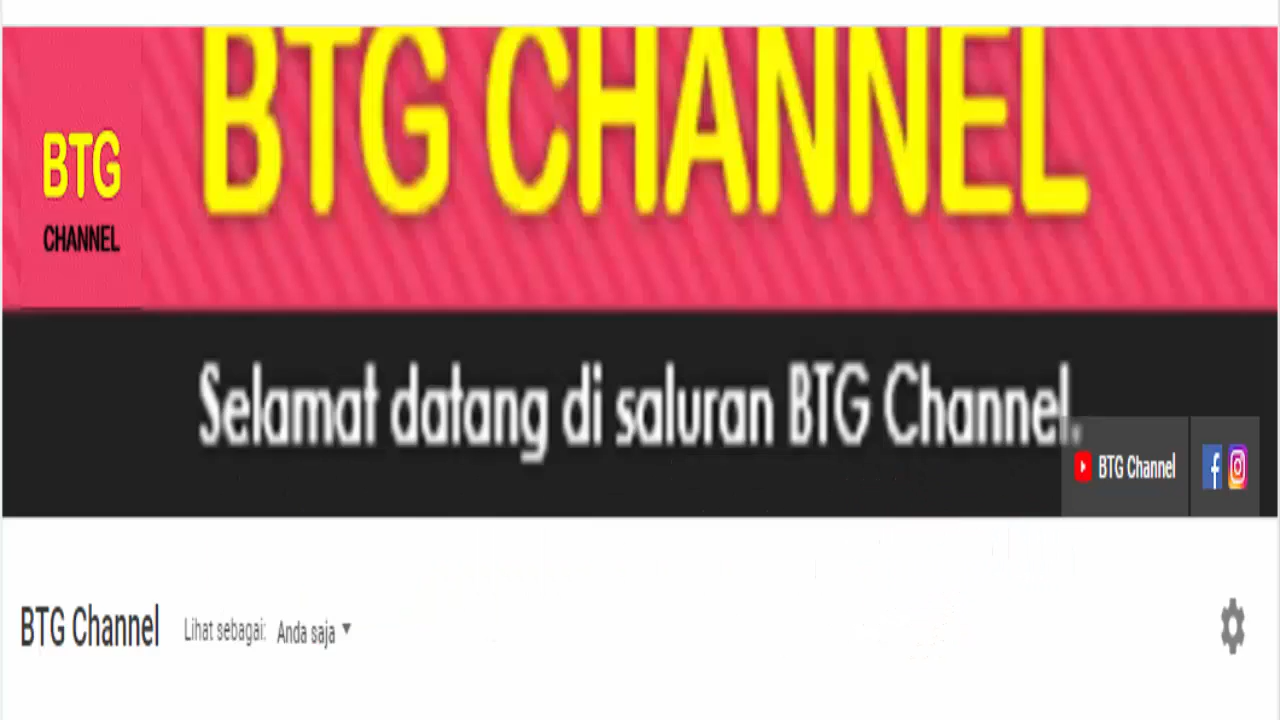 BTG CHANNEL
BTG
CHANNEL
Selamat datang di saluran BTG Channel.
BTG Channel
BTG Channel
Lihat sebagai: Anda saja